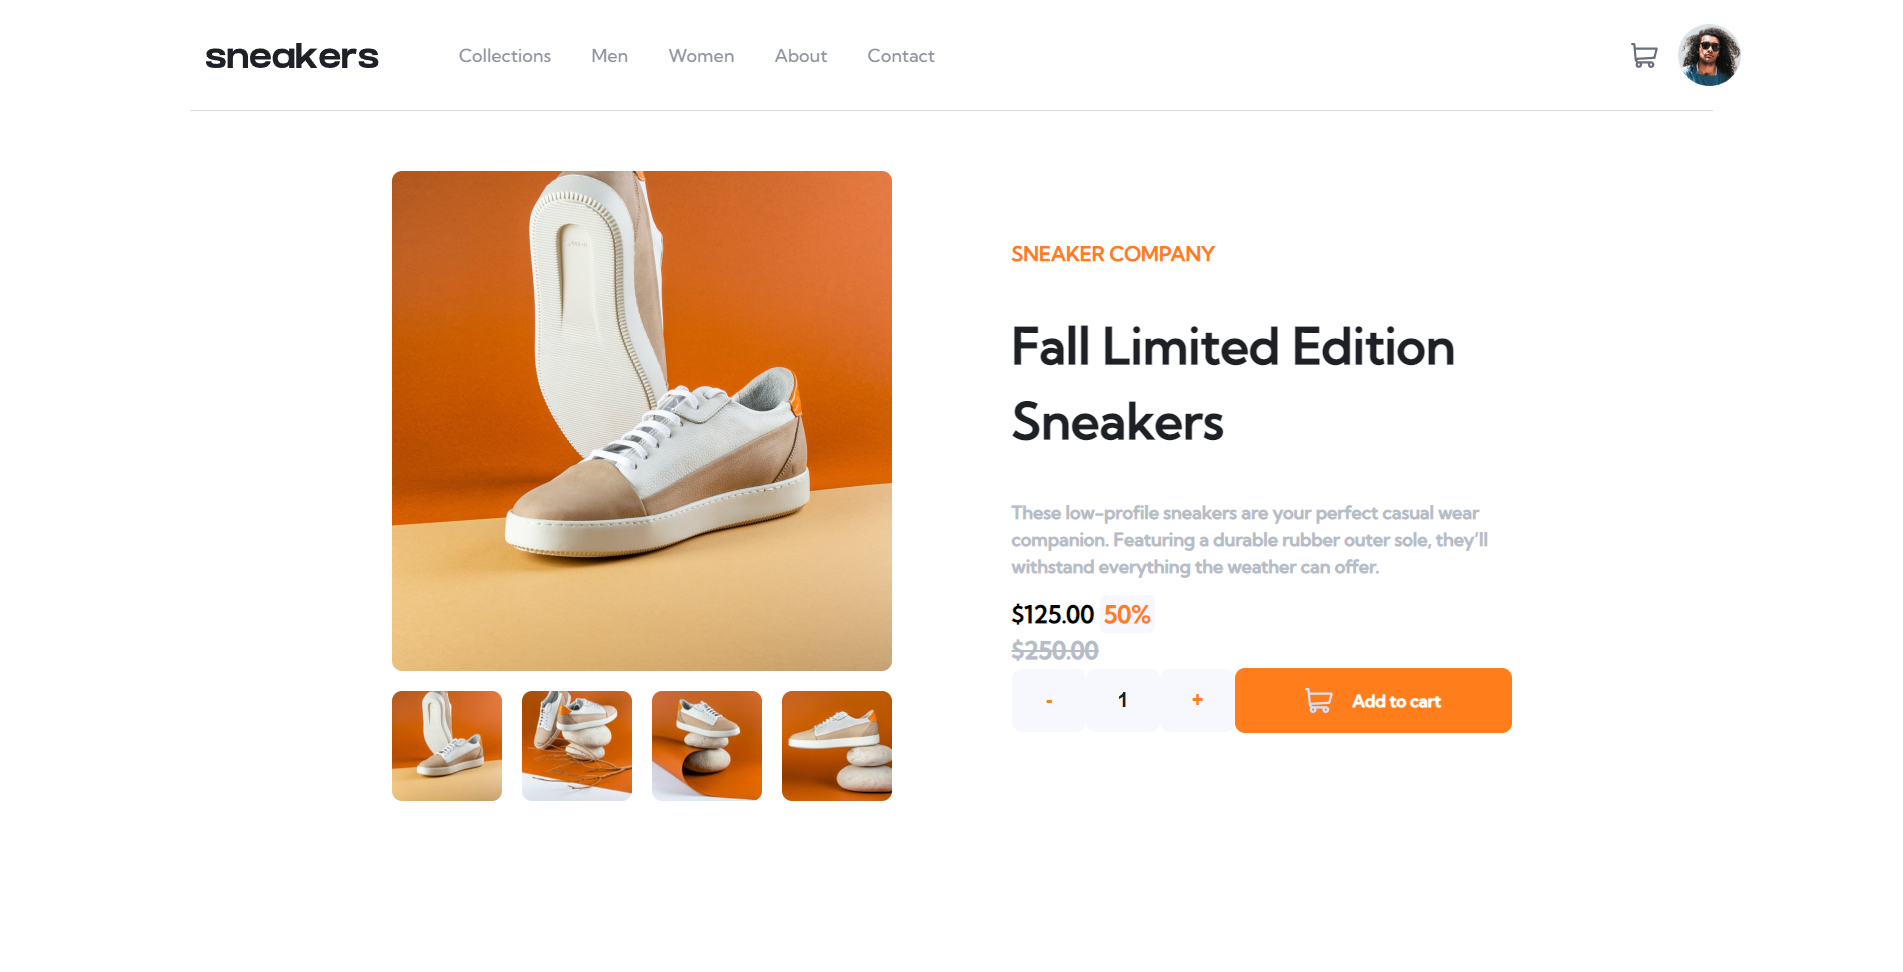 sneakers
Collections Men Women About Contact
SNEAKER COMPANY
Fall Limited Edition
Sneakers
These low-profile sneakers are your perfect casual wear
companion. Featuring a durable rubber outer sole, they’ll
withstand everything the weather can offer.
$125.00 50%
$250.00
- 1 + Add to cart